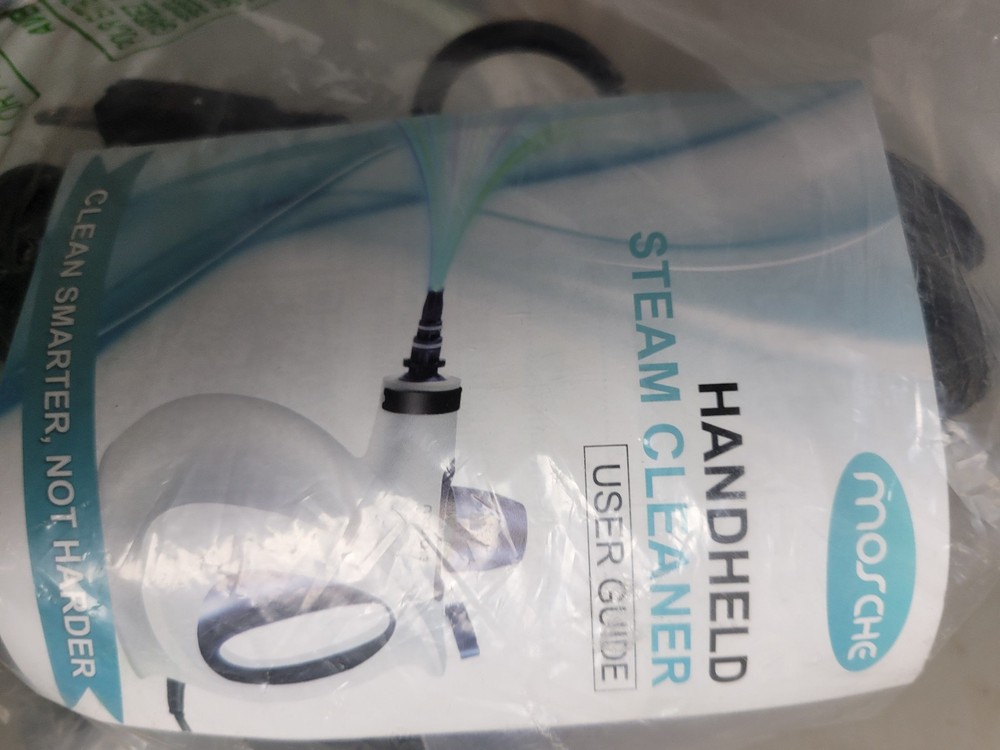 mosche
HANDHELD
STEAM CLEANER
USER GUIDE
CLEAN SMARTER, NOT HARDER